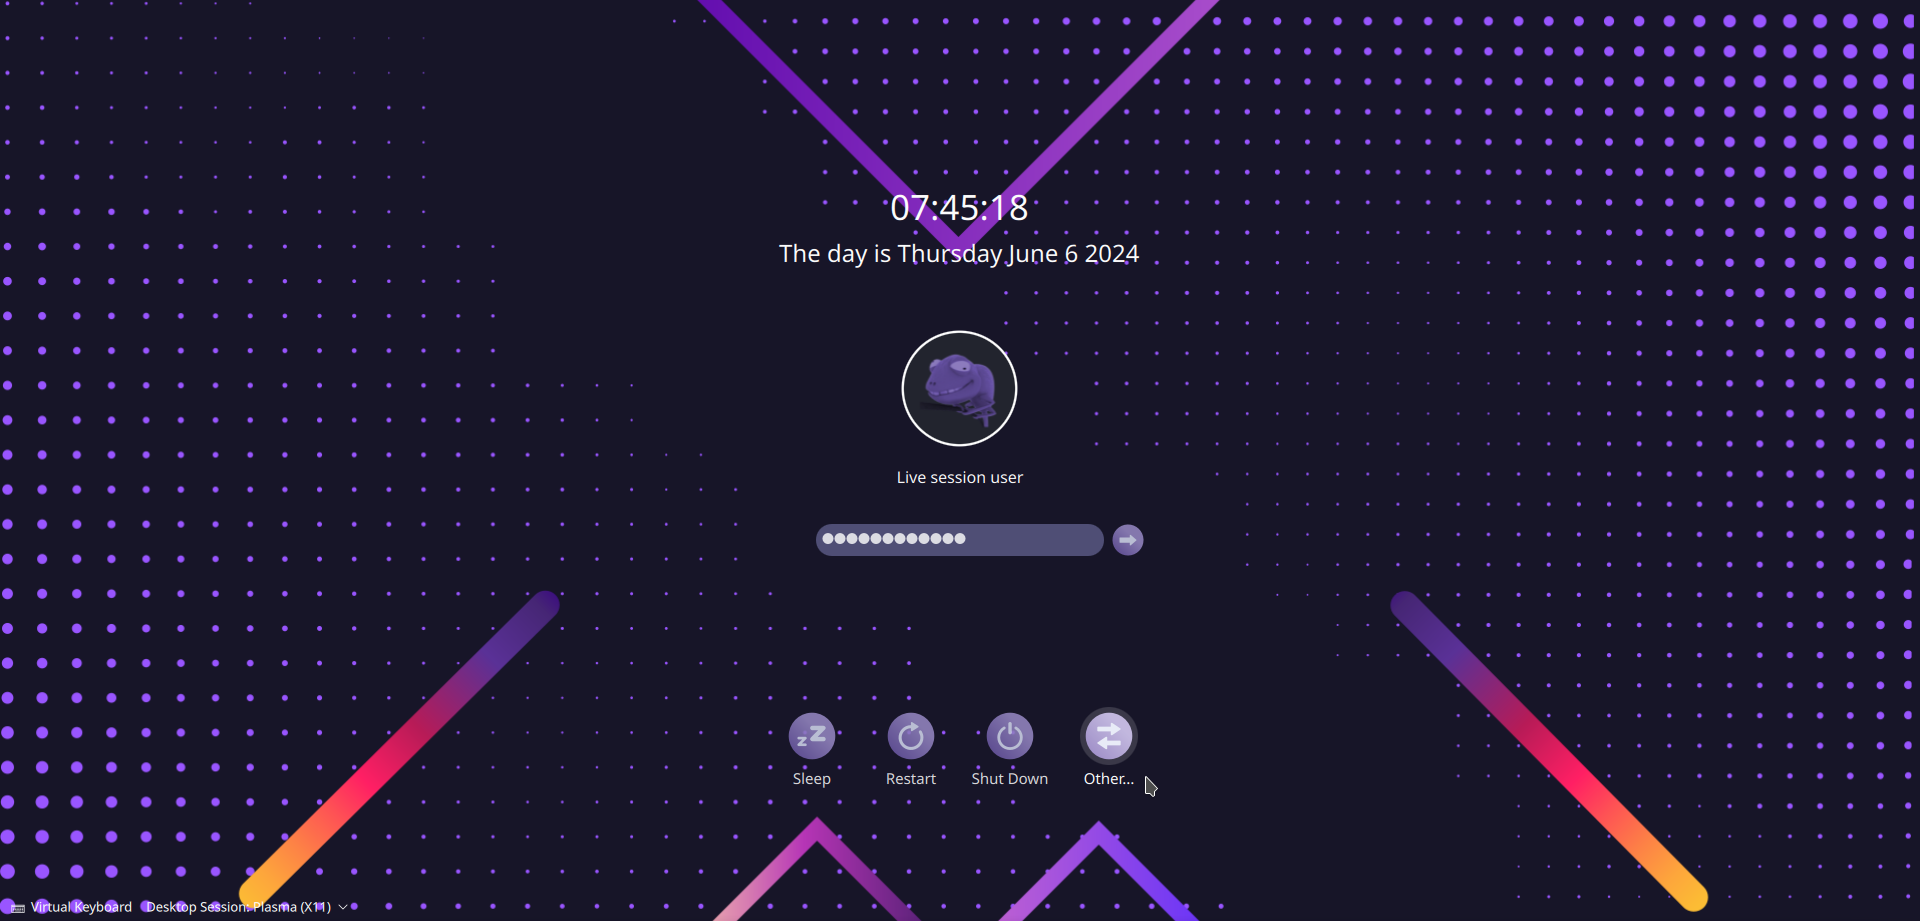 07:45:18
The day is Thursday June 6 2024
Live session user
Sleep
Restart
Shut Down
Other...
Virtual Keyboard
Desktop Session: Plasma (X11)